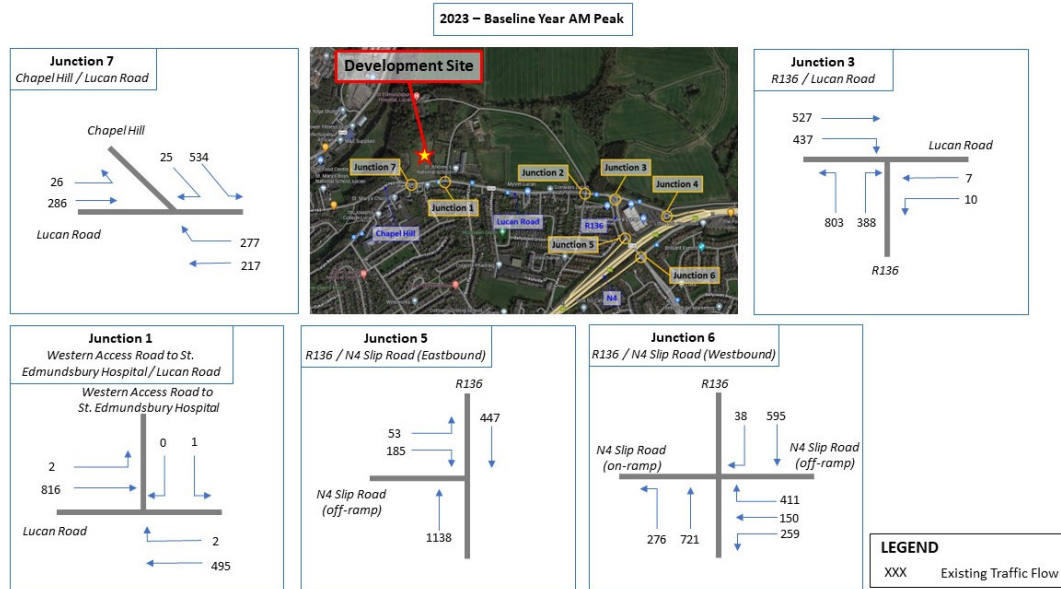 2023 – Baseline Year AM Peak
Junction 7
Chapel Hill / Lucan Road
Chapel Hill
25
534
26
286
Lucan Road
277
217
Development Site
Junction 7
Junction 1
Junction 2
Junction 3
Junction 4
Junction 5
Junction 6
Chapel Hill
Lucan Road
R136
N4
Junction 3
R136 / Lucan Road
527
437
Lucan Road
7
10
803
388
R136
Junction 1
Western Access Road to St.
Edmundsbury Hospital / Lucan Road
Western Access Road to
St. Edmundsbury Hospital
0
1
2
816
Lucan Road
2
495
Junction 5
R136 / N4 Slip Road (Eastbound)
R136
447
53
185
N4 Slip Road
(off-ramp)
1138
Junction 6
R136 / N4 Slip Road (Westbound)
R136
38
595
N4 Slip Road
(on-ramp)
N4 Slip Road
(off-ramp)
411
150
259
276
721
LEGEND
XXX Existing Traffic Flow